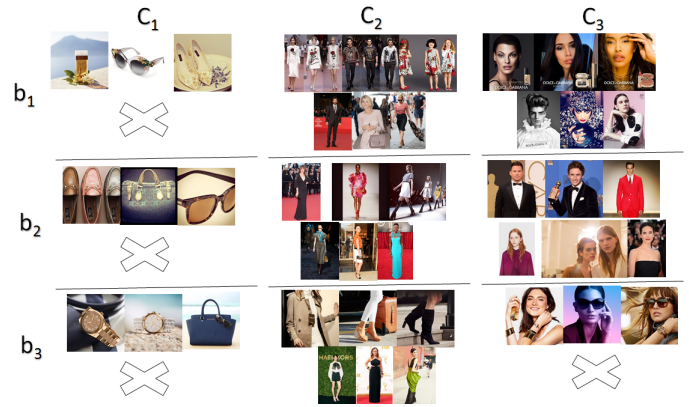 C1
C2
C3
b1
DOLCE & GABBANA
DOLCE & GABBANA
DOLCE & GABBANA
b2
b3
MICHAEL KORS